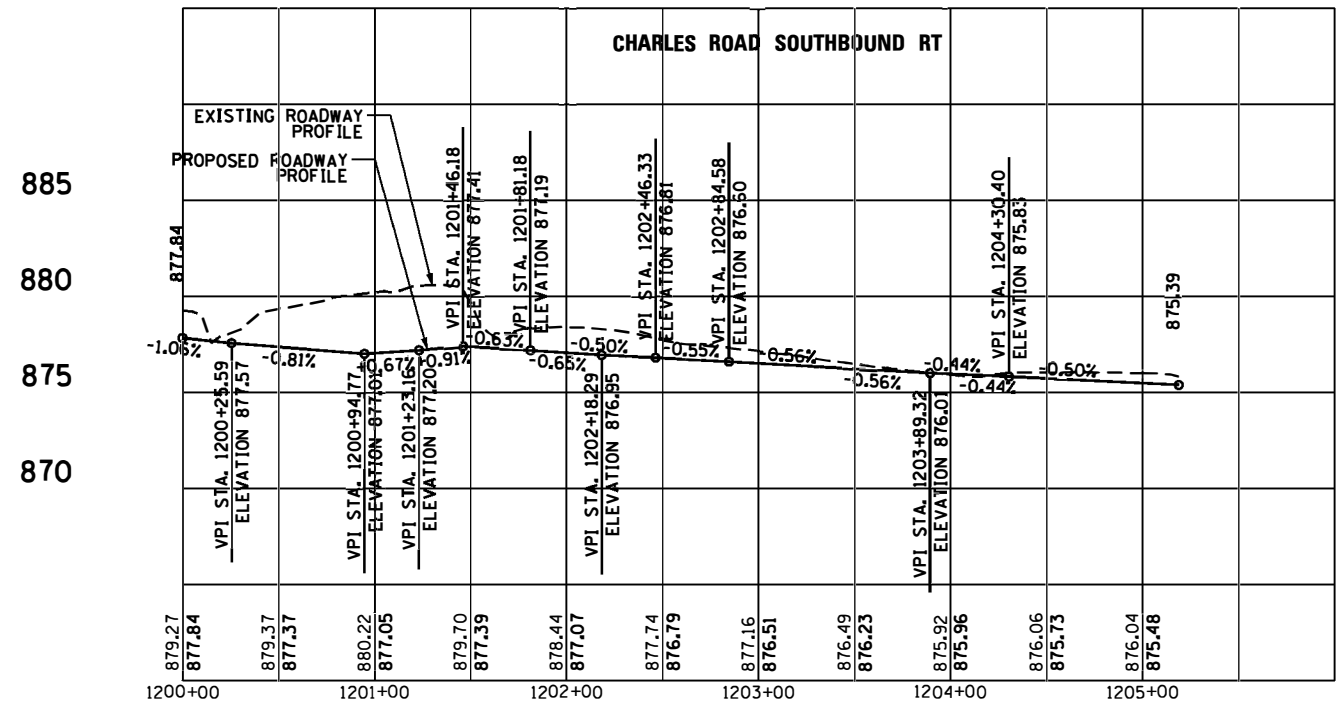 CHARLES ROAD SOUTHBOUND RT
EXISTING ROADWAY
PROFILE
PROPOSED ROADWAY
PROFILE
885
880
875
870
877.84
VPI STA. 1200+25.59
ELEVATION 877.57
VPI STA. 1200+94.77
ELEVATION 877.01
VPI STA. 1201+23.16
ELEVATION 877.20
VPI STA. 1201+46.18
ELEVATION 877.41
VPI STA. 1201+81.18
ELEVATION 877.19
VPI STA. 1202+18.29
ELEVATION 876.95
VPI STA. 1202+46.33
ELEVATION 876.81
VPI STA. 1202+84.58
ELEVATION 876.60
VPI STA. 1203+89.32
ELEVATION 876.01
VPI STA. 1204+30.40
ELEVATION 875.83
875.39
-1.06%
-0.81%
+0.67%
+0.91%
-0.63%
-0.65%
-0.50%
-0.55%
-0.56%
-0.56%
-0.44%
-0.44%
-0.50%
879.27
877.84
879.37
877.37
880.22
877.05
879.70
877.39
878.44
877.07
877.74
876.79
877.16
876.51
876.49
876.23
875.92
875.96
876.06
875.73
876.04
875.48
1200+00
1201+00
1202+00
1203+00
1204+00
1205+00